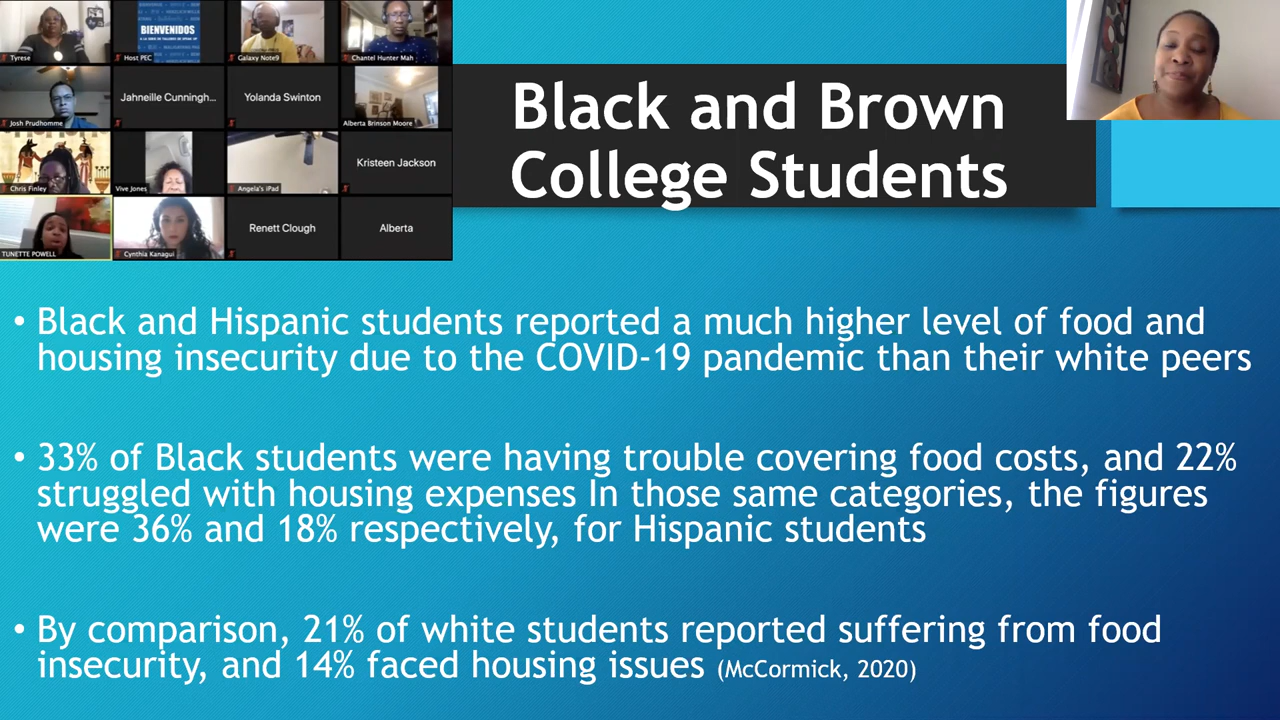 Tyrese
BIENVENIDOS
Host PEC
Galaxy Note9
Chantel Hunter Mah
Josh Prudhomme
Jahneille Cunningh...
Yolanda Swinton
Alberta Brinson Moore
Chris Finley
Vive Jones
Angela's iPad
Kristeen Jackson
TUNETTE POWELL
Cynthia Kanagui
Renett Clough
Alberta
Black and Brown
College Students
• Black and Hispanic students reported a much higher level of food and
housing insecurity due to the COVID-19 pandemic than their white peers
• 33% of Black students were having trouble covering food costs, and 22%
struggled with housing expenses In those same categories, the figures
were 36% and 18% respectively, for Hispanic students
• By comparison, 21% of white students reported suffering from food
insecurity, and 14% faced housing issues (McCormick, 2020)